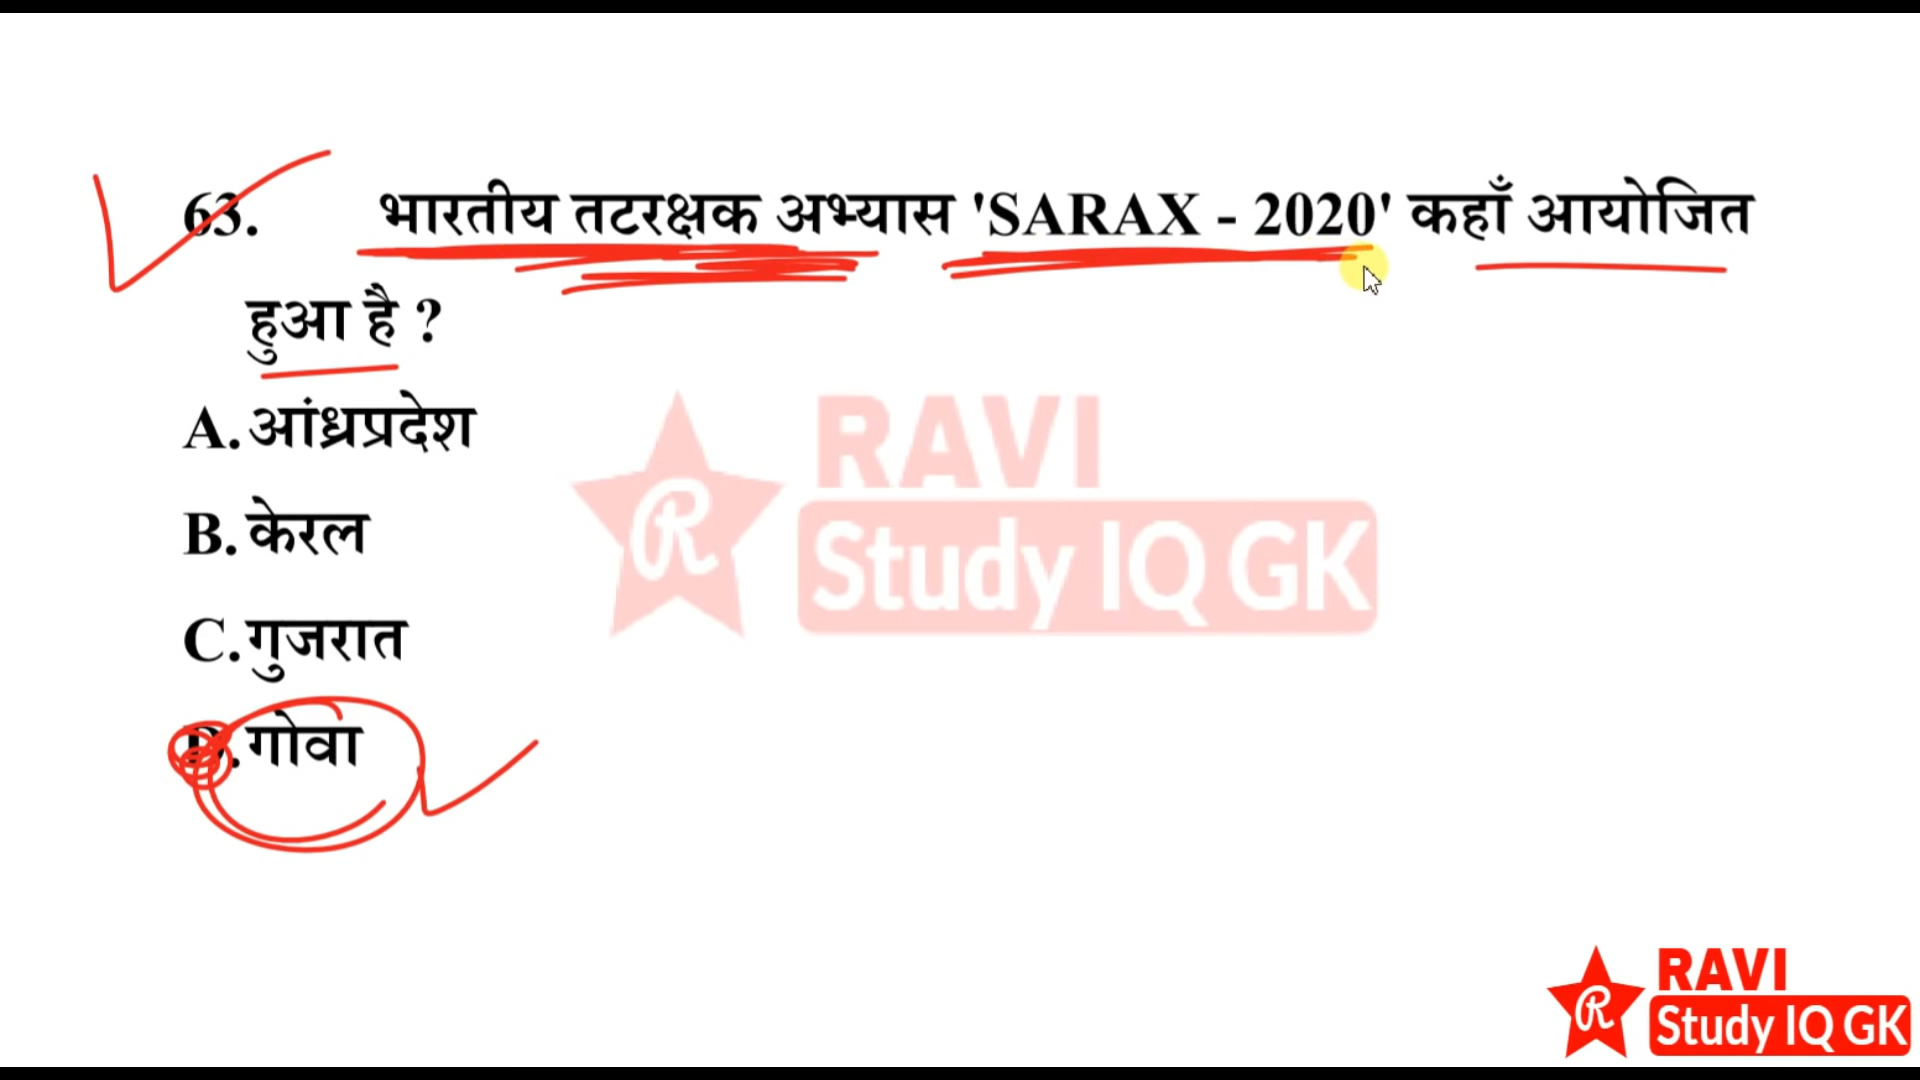 63. भारतीय तटरक्षक अभ्यास 'SARAX - 2020' कहाँ आयोजित
हुआ है ?
A. आंध्रप्रदेश
B. केरल
C. गुजरात
D. गोवा
RAVI
R
Study IQ GK
RAVI
R
Study IQ GK